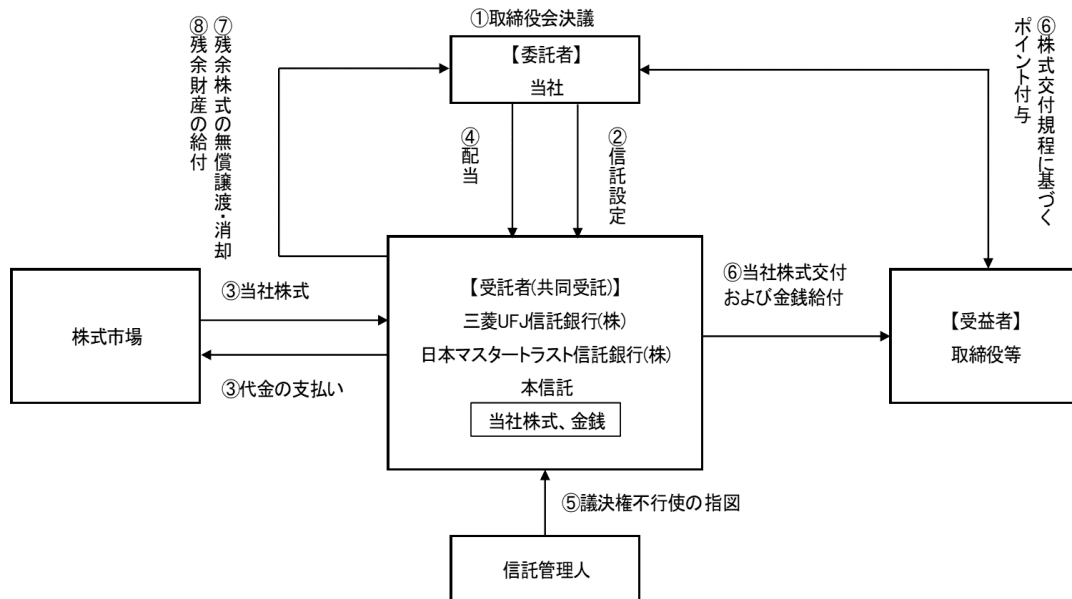 ①取締役会決議
【委託者】
当社
⑧残余財産の給付
⑦残余株式の無償譲渡・消却
④配当
②信託設定
⑥株式交付規程に基づく
ポイント付与
③当社株式
株式市場
③代金の支払い
【受託者(共同受託)】
三菱UFJ信託銀行(株)
日本マスタートラスト信託銀行(株)
本信託
当社株式、金銭
⑥当社株式交付
および金銭給付
【受益者】
取締役等
⑤議決権不行使の指図
信託管理人